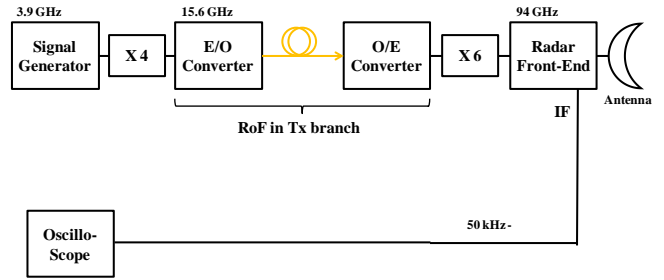 3.9 GHz
15.6 GHz
94 GHz
Signal
Generator
X 4
E/O
Converter
O/E
Converter
X 6
Radar
Front-End
Antenna
RoF in Tx branch
IF
50 kHz-
Oscillo-
Scope